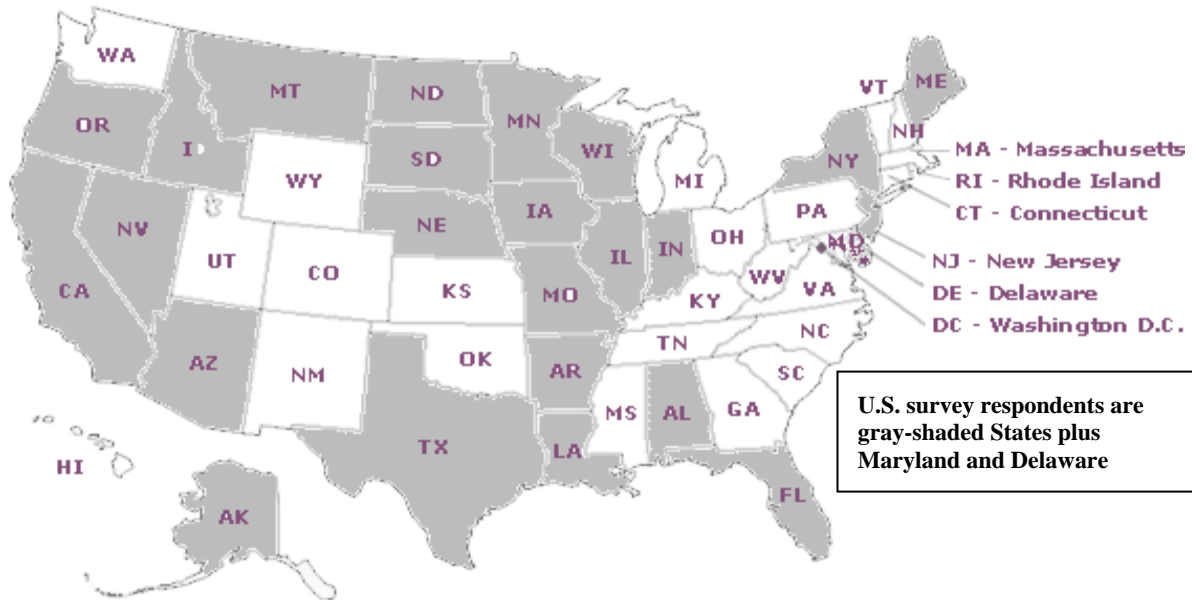 WA
MT
ND
MN
VT
ME
OR
I
SD
WI
NY
NH
MA - Massachusetts
WY
MI
RI - Rhode Island
NV
NE
IA
PA
CT - Connecticut
UT
CO
IL
IN
OH
MD
NJ - New Jersey
CA
KS
MO
KY
WV
VA
DE - Delaware
DC - Washington D.C.
AZ
NM
OK
AR
TN
NC
SC
MS
AL
GA
TX
LA
HI
AK
FL
U.S. survey respondents are
gray-shaded States plus
Maryland and Delaware